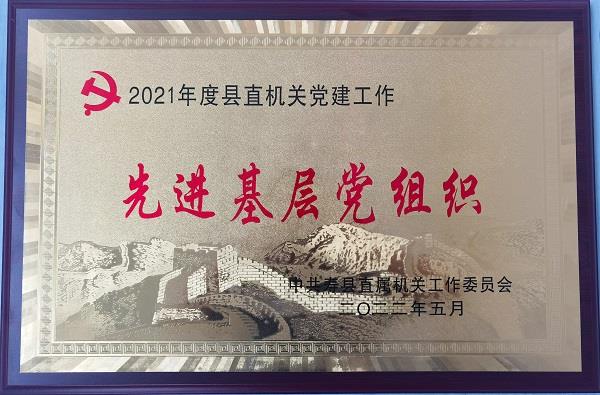 2021年度县直机关党建工作
先进基层党组织
中共寿县直属机关工作委员会
二〇二二年五月